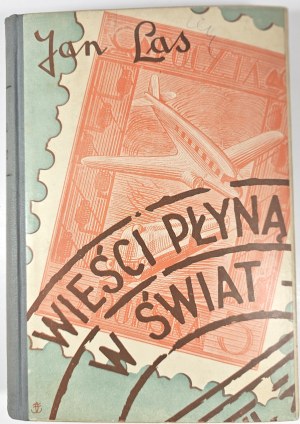 Jan Las
WIEŚCI PŁYNĄ
W ŚWIAT